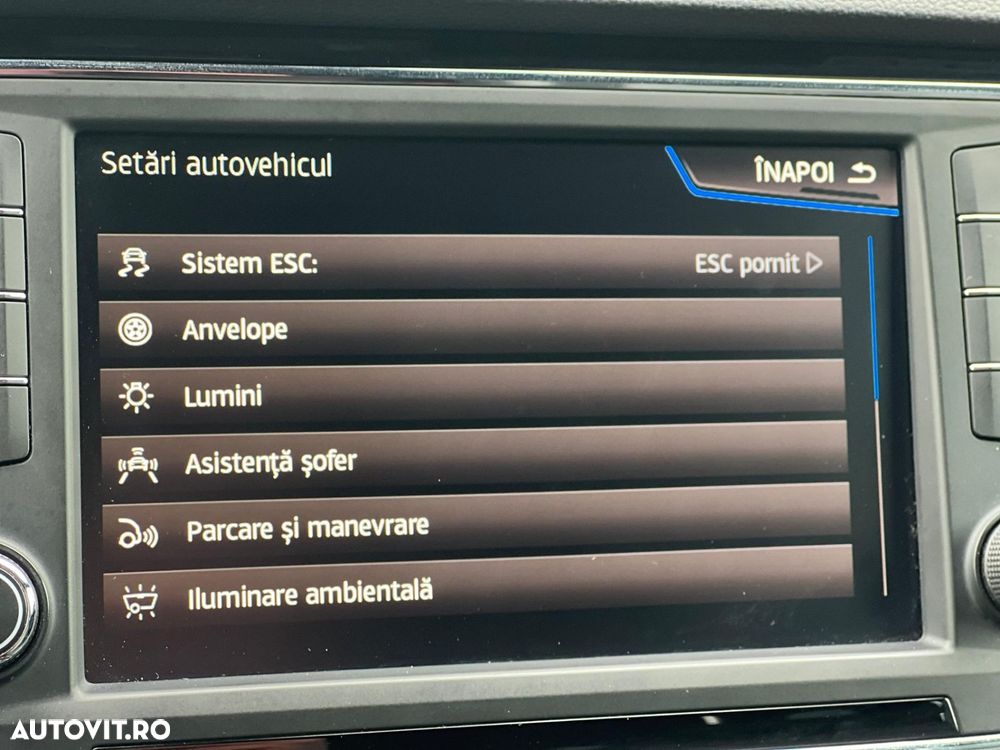 Setări autovehicul
ÎNAPOI
Sistem ESC: ESC pornit
Anvelope
Lumini
Asistență șofer
Parcare și manevrare
Iluminare ambientală
AUTOVIT.RO